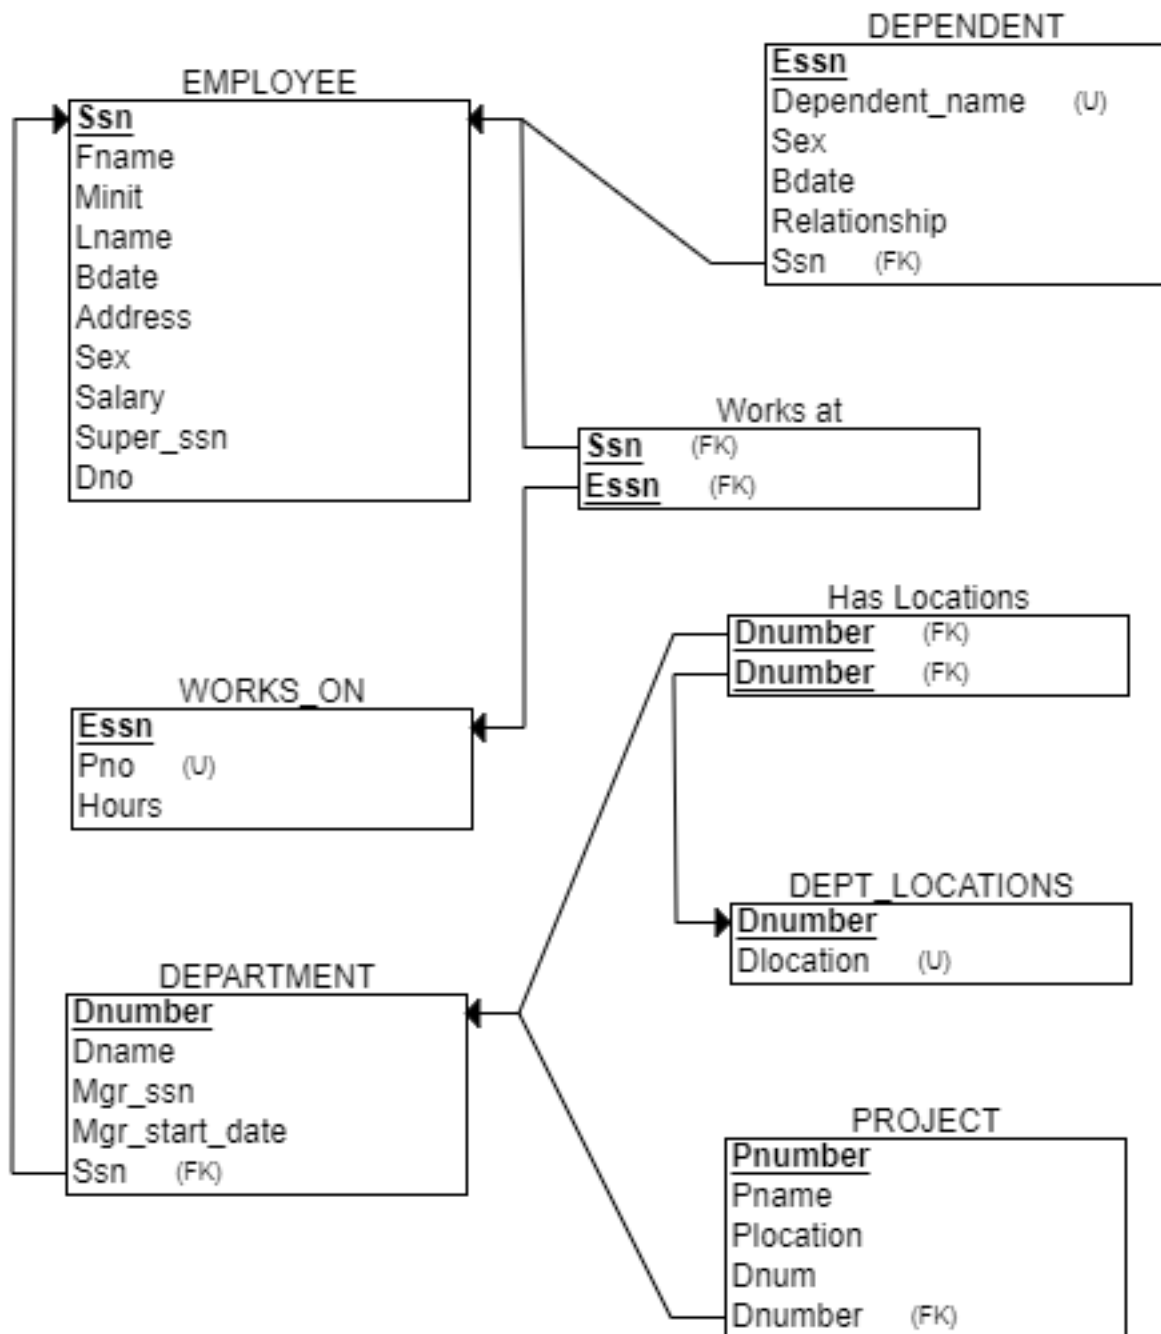 DEPENDENT
Essn
Dependent_name (U)
Sex
Bdate
Relationship
Ssn (FK)
EMPLOYEE
Ssn
Fname
Minit
Lname
Bdate
Address
Sex
Salary
Super_ssn
Dno
Works at
Ssn (FK)
Essn (FK)
Has Locations
Dnumber (FK)
Dnumber (FK)
WORKS_ON
Essn
Pno (U)
Hours
DEPT_LOCATIONS
Dnumber
Dlocation (U)
DEPARTMENT
Dnumber
Dname
Mgr_ssn
Mgr_start_date
Ssn (FK)
PROJECT
Pnumber
Pname
Plocation
Dnum
Dnumber (FK)